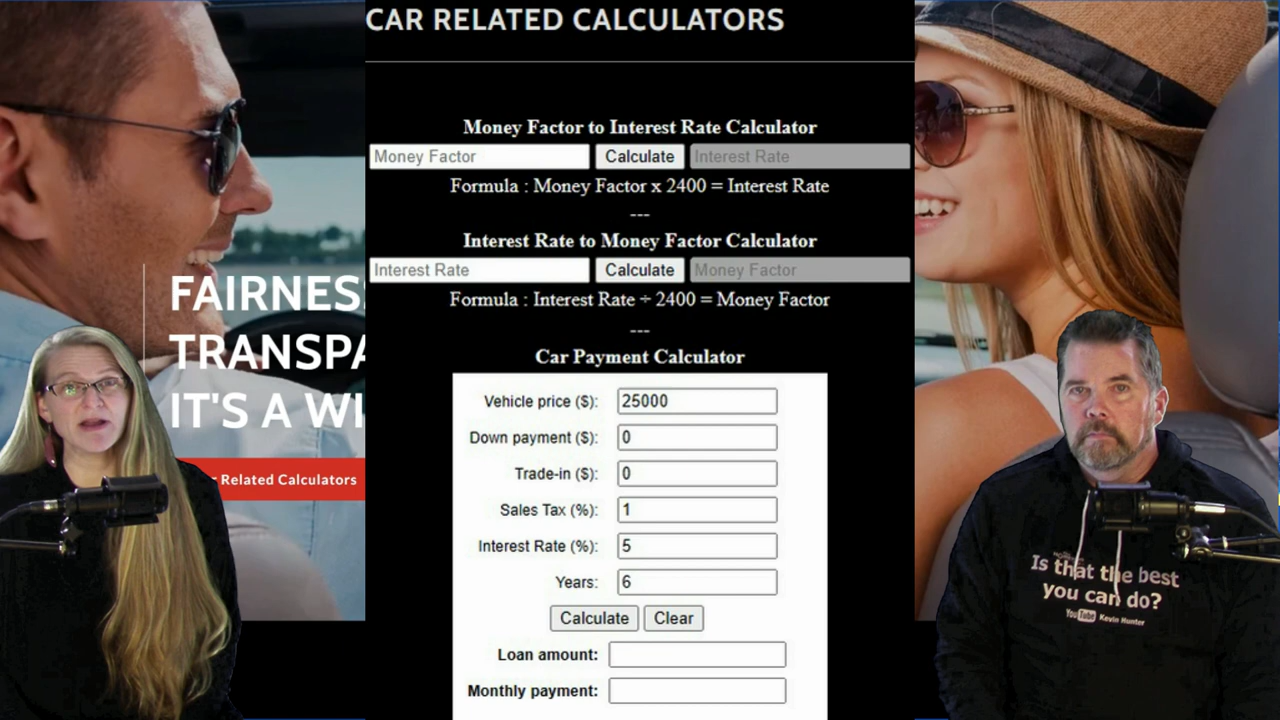 CAR RELATED CALCULATORS
Money Factor to Interest Rate Calculator
Money Factor Calculate Interest Rate
Formula : Money Factor x 2400 = Interest Rate
---
Interest Rate to Money Factor Calculator
Interest Rate Calculate Money Factor
Formula : Interest Rate ÷ 2400 = Money Factor
---
Car Payment Calculator
Vehicle price ($): 25000
Down payment ($): 0
Trade-in ($): 0
Sales Tax (%): 1
Interest Rate (%): 5
Years: 6
Calculate Clear
Loan amount:
Monthly payment:
FAIRNES
TRANSPA
IT'S A WI
Related Calculators
Is that the best
you can do?
YouTube Kevin Hunter